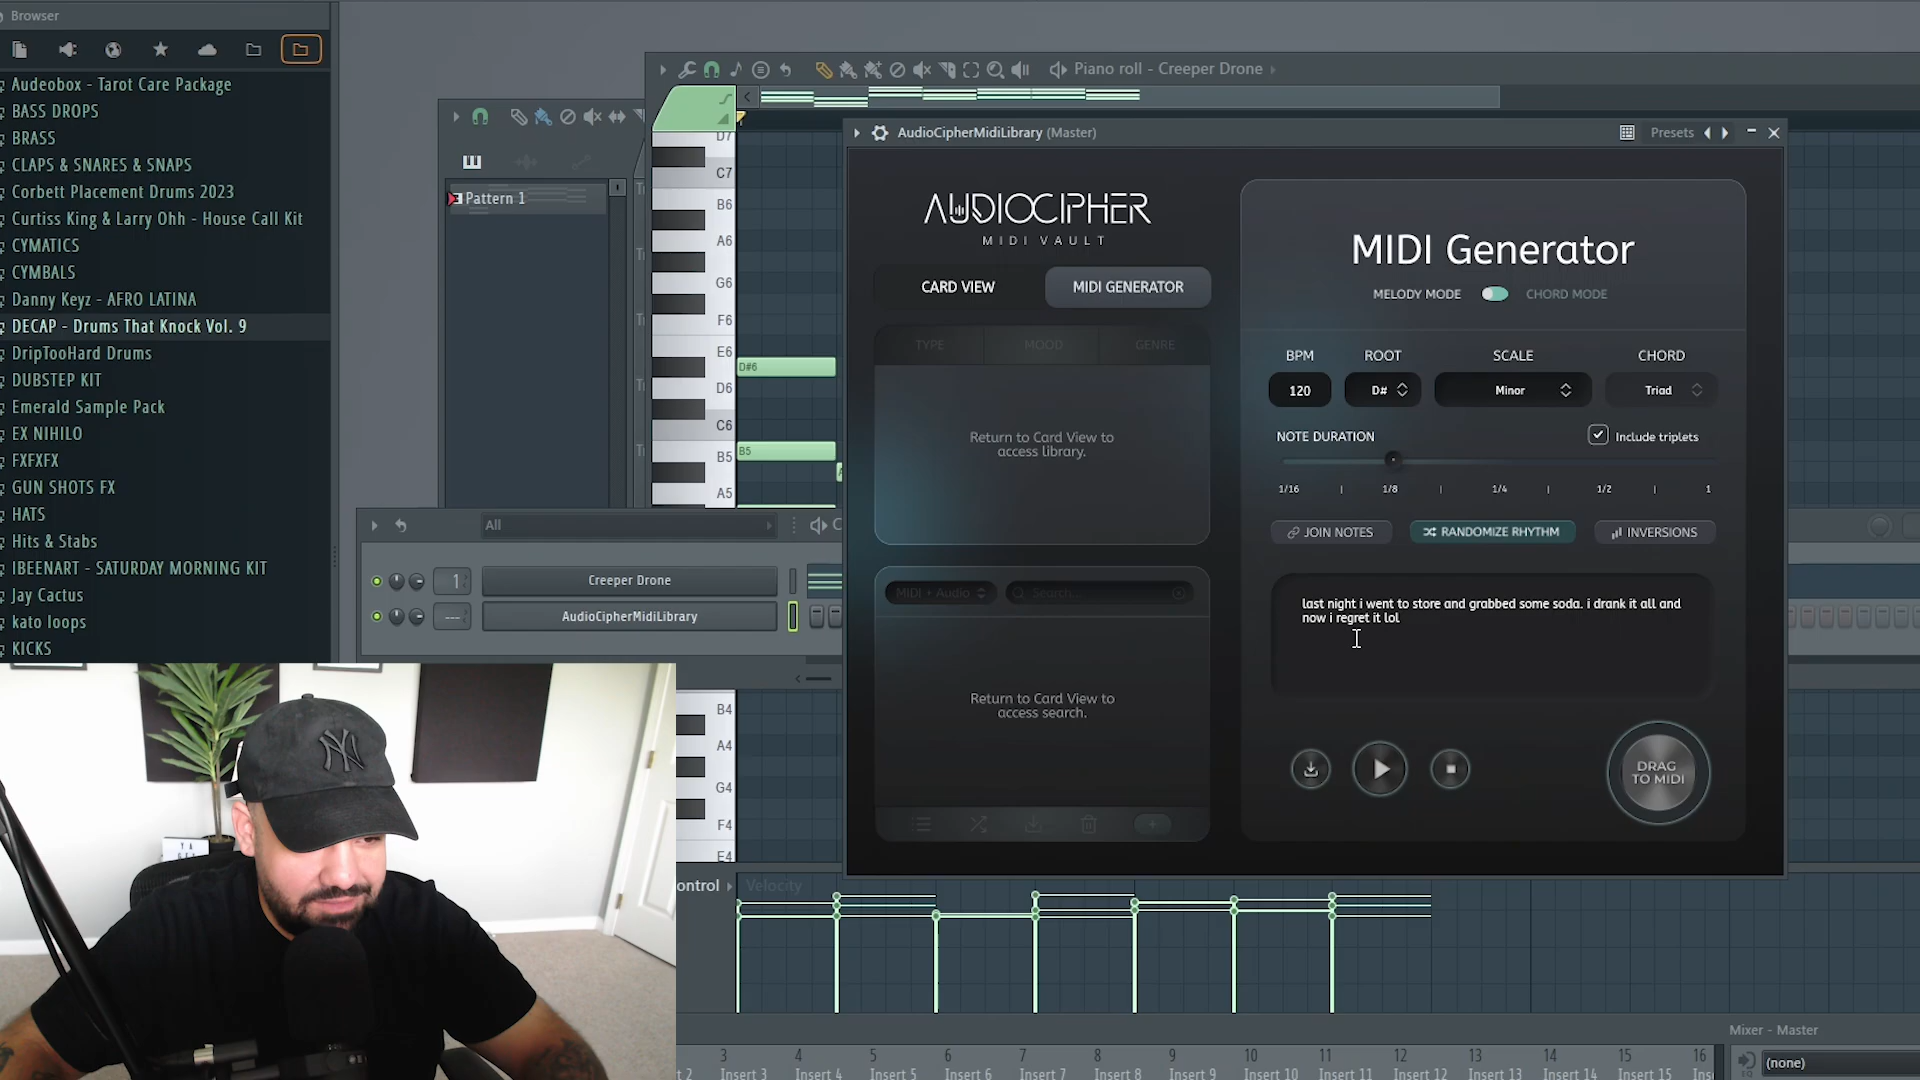 Browser
Audeobox - Tarot Care Package
BASS DROPS
BRASS
CLAPS & SNARES & SNAPS
Corbett Placement Drums 2023
Curtiss King & Larry Ohh - House Call Kit
CYMATICS
CYMBALS
Danny Keyz - AFRO LATINA
DECAP - Drums That Knock Vol. 9
DripTooHard Drums
DUBSTEP KIT
Emerald Sample Pack
EX NIHILO
FXFXFX
GUN SHOTS FX
HATS
Hits & Stabs
IBEENART - SATURDAY MORNING KIT
Jay Cactus
kato loops
KICKS
Pattern 1
Piano roll - Creeper Drone
D7
C7
B6
A6
G6
F6
E6
D6
C6
B5
A5
D#6
B5
All
1
Creeper Drone
---
AudioCipherMidiLibrary
B4
A4
G4
F4
E4
AudioCipherMidiLibrary (Master)
Presets
AUDIOCIPHER
MIDI VAULT
CARD VIEW
MIDI GENERATOR
TYPE
MOOD
GENRE
Return to Card View to
access library.
MIDI + Audio
Search...
Return to Card View to
access search.
MIDI Generator
MELODY MODE
CHORD MODE
BPM
ROOT
SCALE
CHORD
120
D#
Minor
Triad
NOTE DURATION
Include triplets
1/16
1/8
1/4
1/2
1
JOIN NOTES
RANDOMIZE RHYTHM
INVERSIONS
last night i went to store and grabbed some soda. i drank it all and
now i regret it lol
DRAG
TO MIDI
ontrol
Velocity
3 4 5 6 7 8 9 10 11 12 13 14 15 16
Insert 3 Insert 4 Insert 5 Insert 6 Insert 7 Insert 8 Insert 9 Insert 10 Insert 11 Insert 12 Insert 13 Insert 14 Insert 15
Mixer - Master
(none)
NY